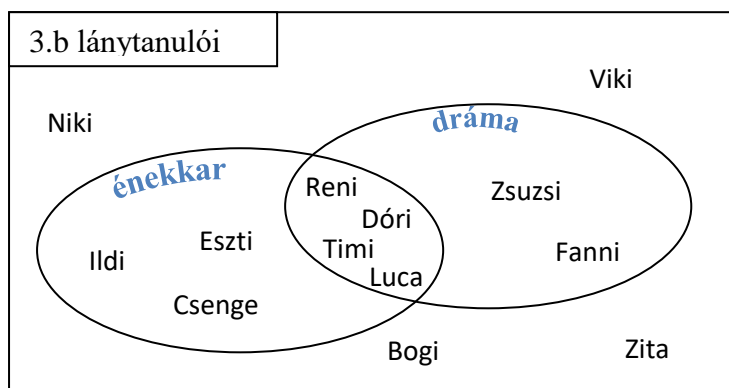 3.b lánytanulói
Viki
Niki
dráma
énekkar
Reni
Zsuzsi
Dóri
Eszti
Timi
Fanni
Ildi
Luca
Csenge
Bogi
Zita